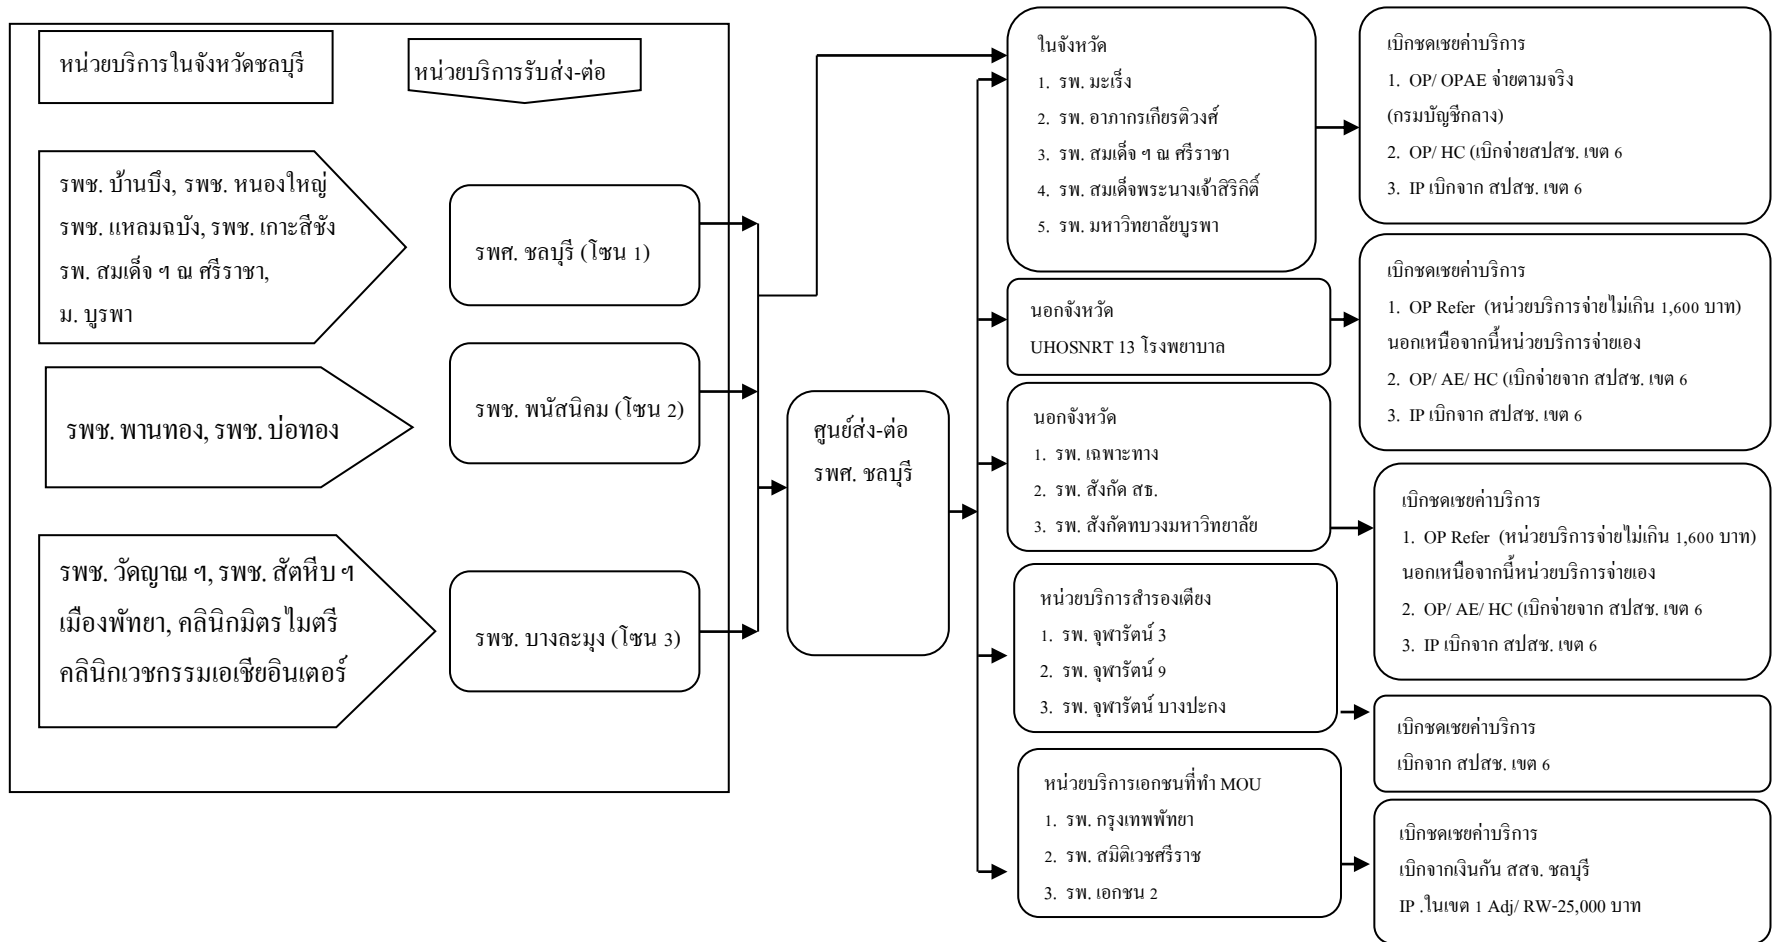 หน่วยบริการในจังหวัดชลบุรี
หน่วยบริการรับส่ง-ต่อ
รพช. บ้านบึง, รพช. หนองใหญ่
รพช. แหลมฉบัง, รพช. เกาะสีชัง
รพ. สมเด็จ ฯ ณ ศรีราชา,
ม. บูรพา
รพศ. ชลบุรี (โซน 1)
รพช. พานทอง, รพช. บ่อทอง
รพช. พนัสนิคม (โซน 2)
รพช. วัดญาณ ฯ, รพช. สัตหีบ ฯ
เมืองพัทยา, คลินิกมิตรไมตรี
คลินิกเวชกรรมเอเชียอินเตอร์
รพช. บางละมุง (โซน 3)
ศูนย์ส่ง-ต่อ
รพศ. ชลบุรี
ในจังหวัด
1. รพ. มะเร็ง
2. รพ. อาภากรเกียรติวงศ์
3. รพ. สมเด็จ ฯ ณ ศรีราชา
4. รพ. สมเด็จพระนางเจ้าสิริกิติ์
5. รพ. มหาวิทยาลัยบูรพา
นอกจังหวัด
UHOSNRT 13 โรงพยาบาล
นอกจังหวัด
1. รพ. เฉพาะทาง
2. รพ. สังกัด สธ.
3. รพ. สังกัดทบวงมหาวิทยาลัย
หน่วยบริการสำรองเตียง
1. รพ. จุฬารัตน์ 3
2. รพ. จุฬารัตน์ 9
3. รพ. จุฬารัตน์ บางปะกง
หน่วยบริการเอกชนที่ทำ MOU
1. รพ. กรุงเทพพัทยา
2. รพ. สมิติเวชศรีราช
3. รพ. เอกชน 2
เบิกชดเชยค่าบริการ
1. OP/ OPAE จ่ายตามจริง
(กรมบัญชีกลาง)
2. OP/ HC (เบิกจ่ายสปสช. เขต 6
3. IP เบิกจาก สปสช. เขต 6
เบิกชดเชยค่าบริการ
1. OP Refer (หน่วยบริการจ่ายไม่เกิน 1,600 บาท)
นอกเหนือจากนี้หน่วยบริการจ่ายเอง
2. OP/ AE/ HC (เบิกจ่ายจาก สปสช. เขต 6
3. IP เบิกจาก สปสช. เขต 6
เบิกชดเชยค่าบริการ
1. OP Refer (หน่วยบริการจ่ายไม่เกิน 1,600 บาท)
นอกเหนือจากนี้หน่วยบริการจ่ายเอง
2. OP/ AE/ HC (เบิกจ่ายจาก สปสช. เขต 6
3. IP เบิกจาก สปสช. เขต 6
เบิกชดเชยค่าบริการ
เบิกจาก สปสช. เขต 6
เบิกชดเชยค่าบริการ
เบิกจากเงินกัน สสจ. ชลบุรี
IP .ในเขต 1 Adj/ RW-25,000 บาท